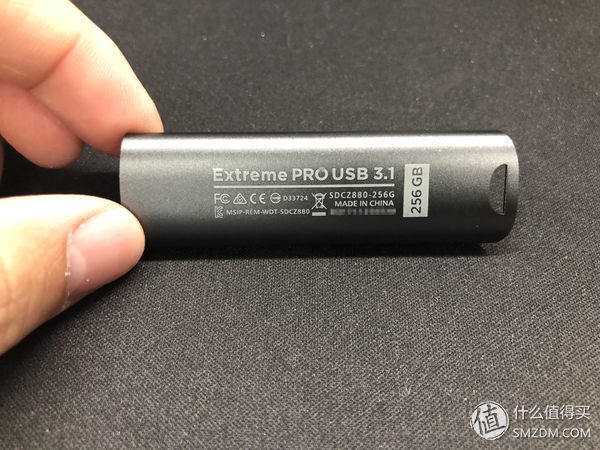 Extreme PRO USB 3.1
FC CE D33724 SDCZ880-256G
MADE IN CHINA
MSIP-REM-WDT-SDCZ880
256 GB
值 什么值得买
SMZDM.COM